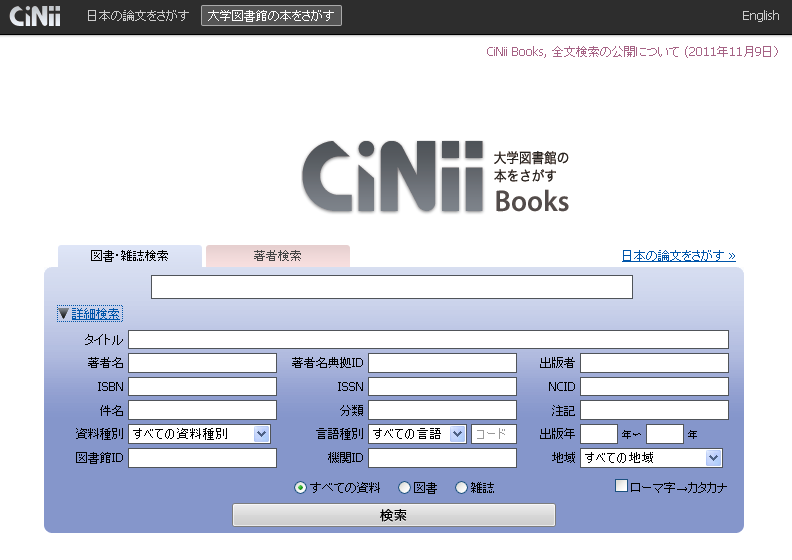 CiNii 日本の論文をさがす 大学図書館の本をさがす English
CiNii Books, 全文検索の公開について (2011年11月9日)
CiNii 大学図書館の
本をさがす
Books
図書・雑誌検索 著者検索 日本の論文をさがす »
▼詳細検索
タイトル
著者名 著者名典拠ID 出版者
ISBN ISSN NCID
件名 分類 注記
資料種別 すべての資料種別 言語種別 すべての言語 コード 出版年 年~ 年
図書館ID 機関ID 地域 すべての地域
すべての資料 図書 雑誌 ローマ字→カタカナ
検索